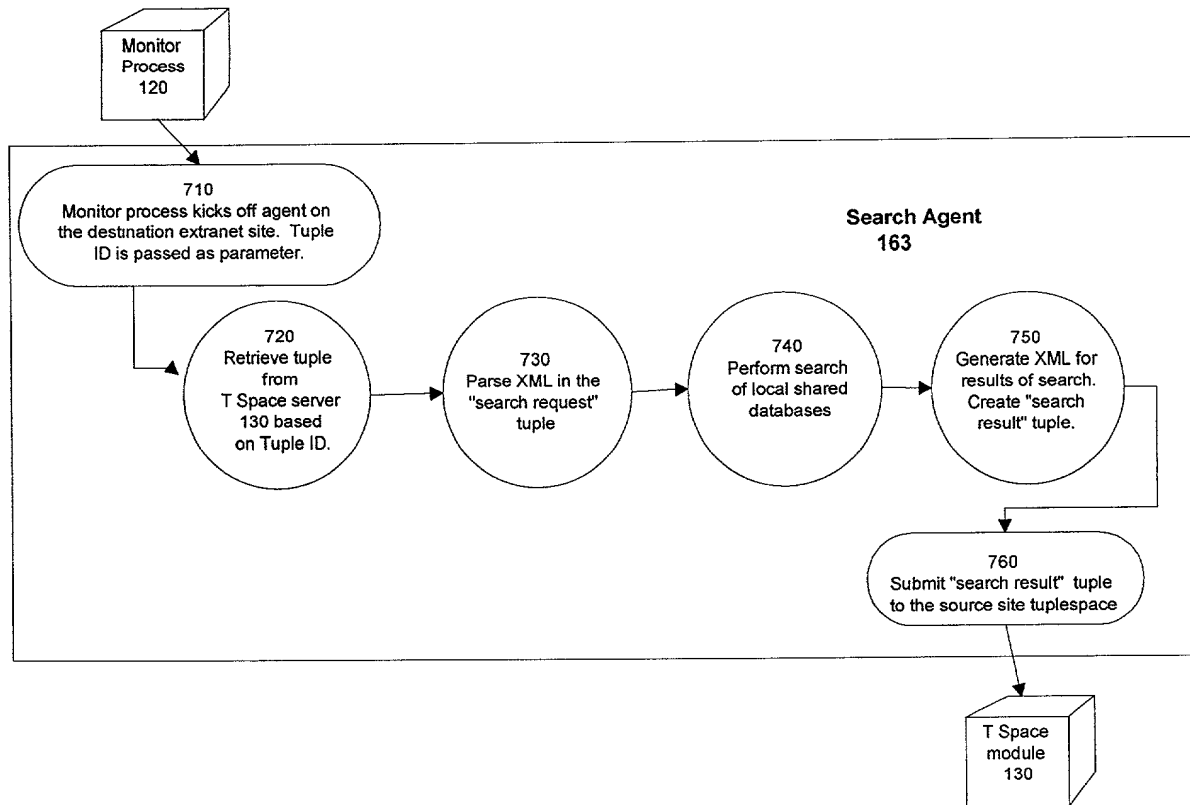 Monitor
Process
120
710
Monitor process kicks off agent on
the destination extranet site. Tuple
ID is passed as parameter.
Search Agent
163
720
Retrieve tuple
from
T Space server
130 based
on Tuple ID.
730
Parse XML in the
"search request"
tuple
740
Perform search
of local shared
databases
750
Generate XML for
results of search.
Create "search
result" tuple.
760
Submit "search result" tuple
to the source site tuplespace
T Space
module
130